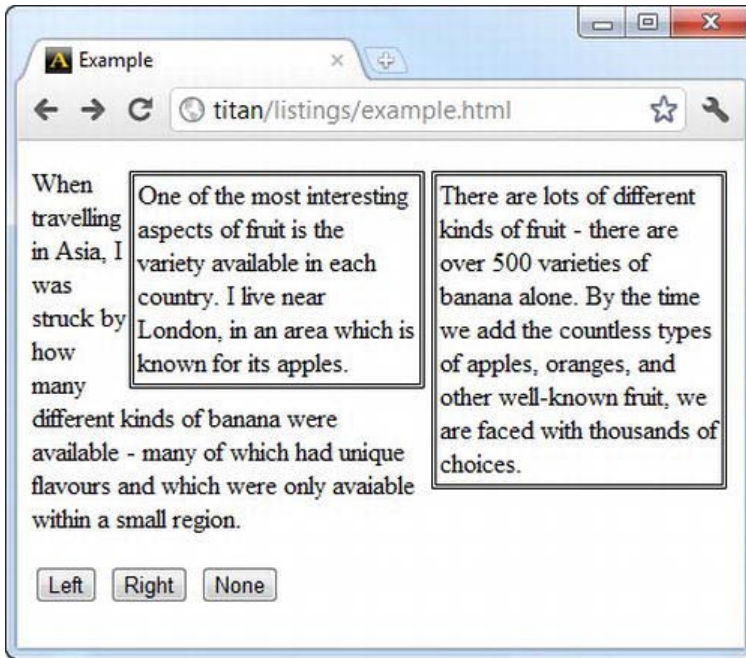 Example
titan/listings/example.html
When
travelling
in Asia, I
was
struck by
how
many
different kinds of banana were
available - many of which had unique
flavours and which were only avaiable
within a small region.
One of the most interesting
aspects of fruit is the
variety available in each
country. I live near
London, in an area which is
known for its apples.
There are lots of different
kinds of fruit - there are
over 500 varieties of
banana alone. By the time
we add the countless types
of apples, oranges, and
other well-known fruit, we
are faced with thousands of
choices.
Left Right None